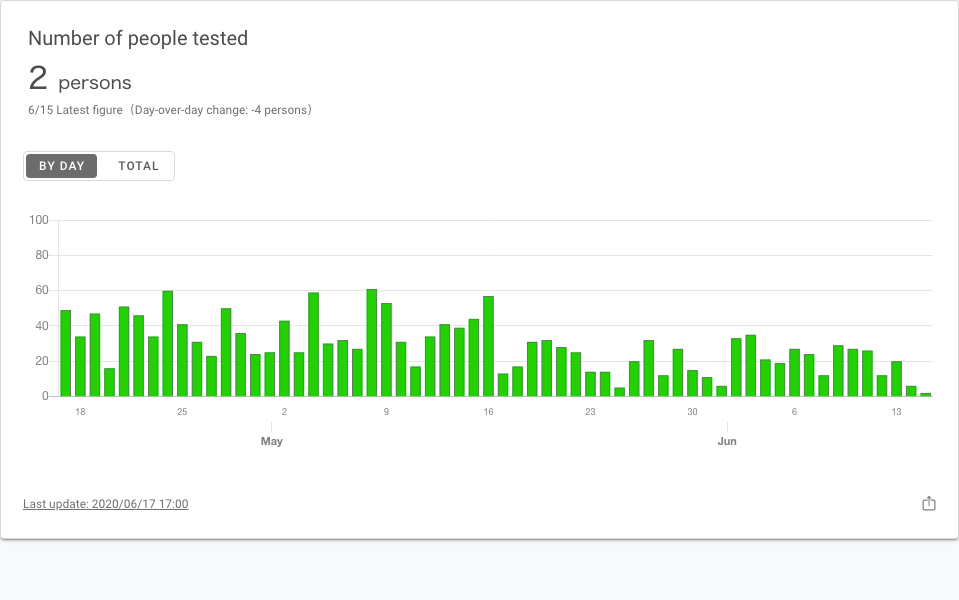 Number of people tested
2 persons
6/15 Latest figure（Day-over-day change: -4 persons）
BY DAY TOTAL
100
80
60
40
20
0
18 25 2 9 16 23 30 6 13
May Jun
Last update: 2020/06/17 17:00